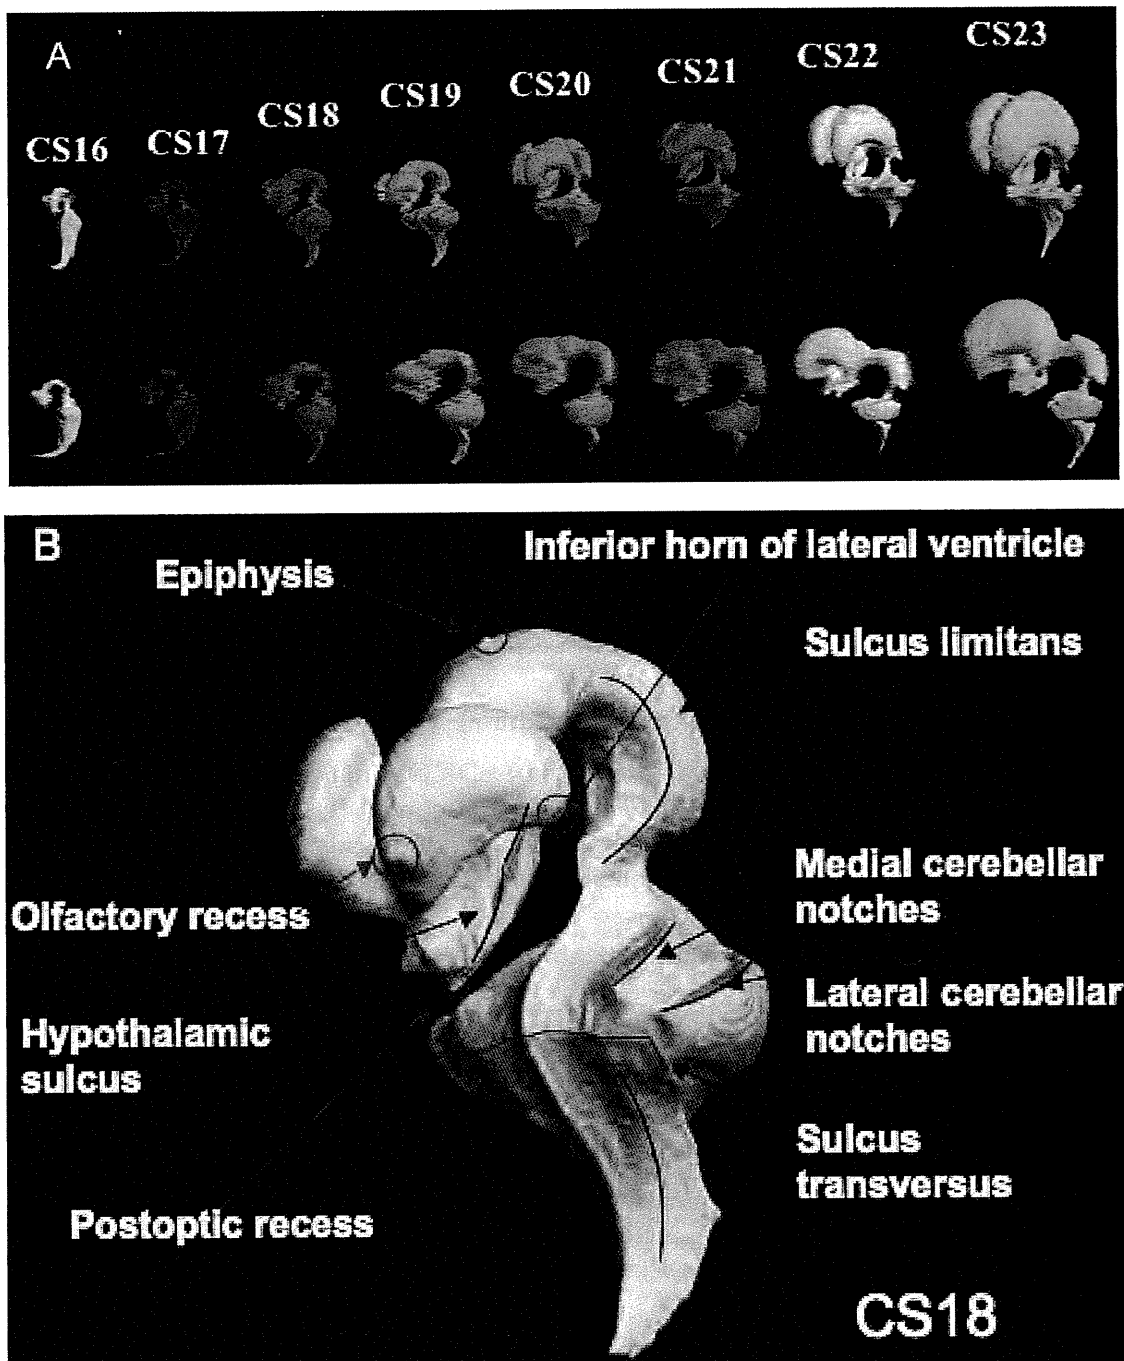 A
CS16
CS17
CS18
CS19
CS20
CS21
CS22
CS23
B
Epiphysis
Inferior horn of lateral ventricle
Sulcus limitans
Olfactory recess
Medial cerebellar
notches
Lateral cerebellar
notches
Hypothalamic
sulcus
Sulcus
transversus
Postoptic recess
CS18